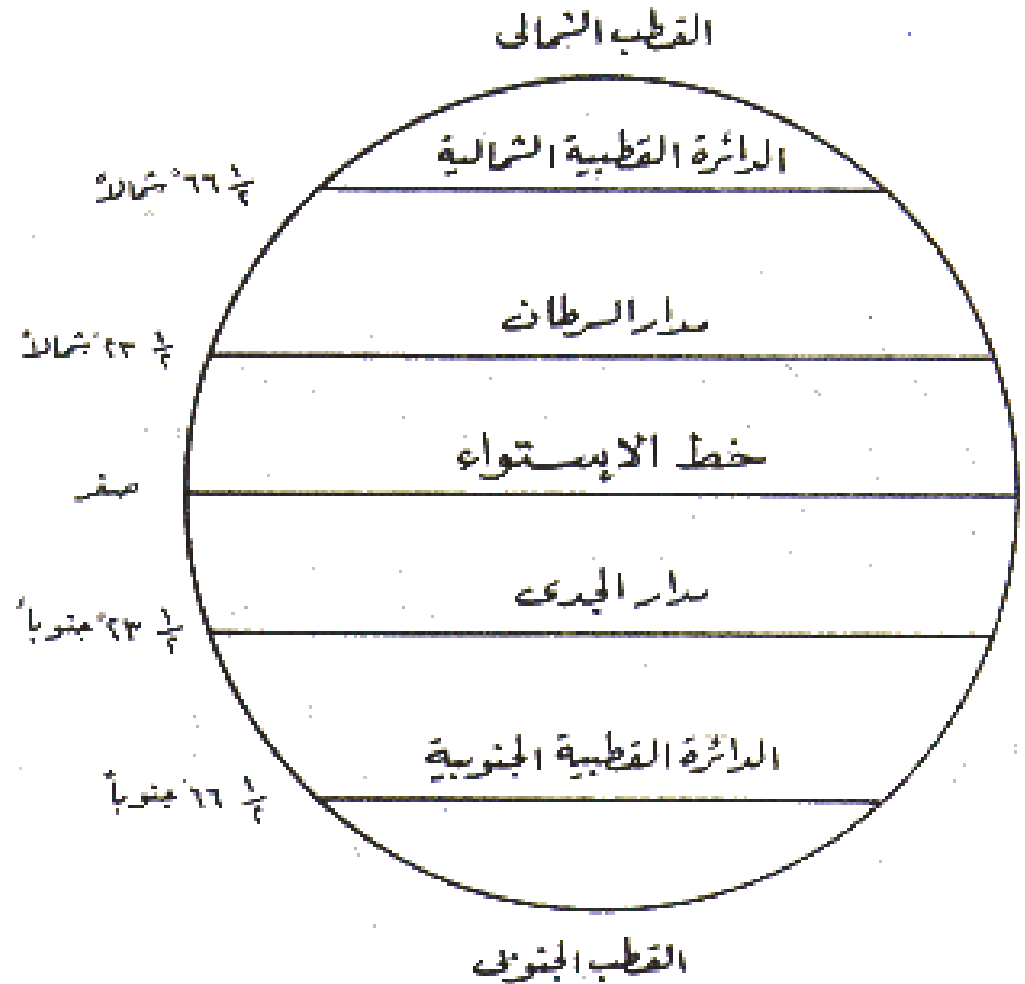 القطب الشمالى
الدائرة القطبية الشمالية
½ ٦٦° شمالاً
مدار السرطان
½ ٢٣° شمالاً
خط الإستواء
صفر
مدار الجدى
½ ٢٣° جنوباً
الدائرة القطبية الجنوبية
½ ٦٦° جنوباً
القطب الجنوبى